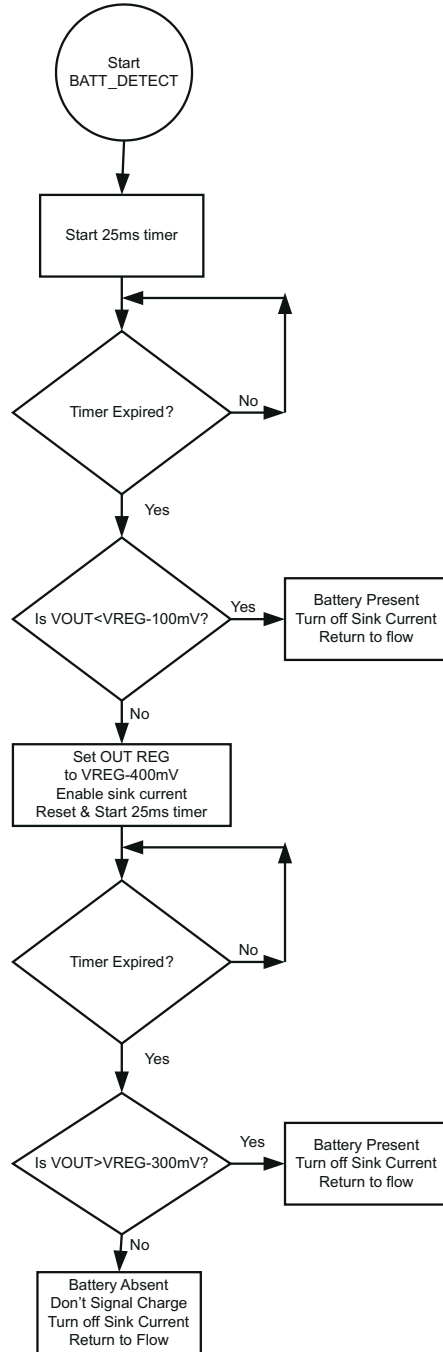 Start
BATT_DETECT
Start 25ms timer
Timer Expired?
No
Yes
Is VOUT<VREG-100mV?
Yes
Battery Present
Turn off Sink Current
Return to flow
No
Set OUT REG
to VREG-400mV
Enable sink current
Reset & Start 25ms timer
Timer Expired?
No
Yes
Is VOUT>VREG-300mV?
Yes
Battery Present
Turn off Sink Current
Return to flow
No
Battery Absent
Don't Signal Charge
Turn off Sink Current
Return to Flow